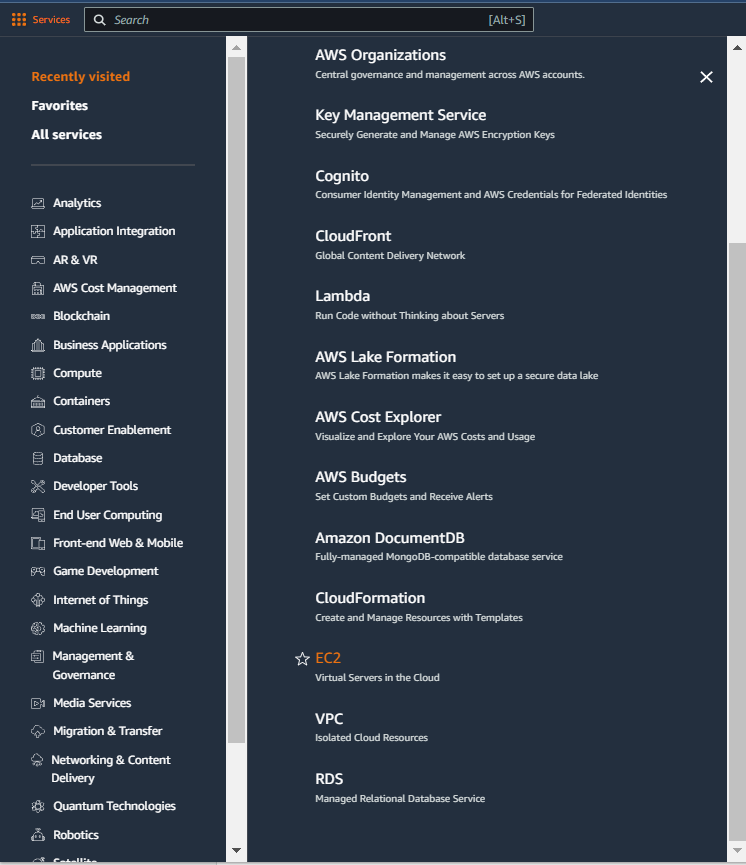 Services
Search
[Alt+S]
Recently visited
Favorites
All services
Analytics
Application Integration
AR & VR
AWS Cost Management
Blockchain
Business Applications
Compute
Containers
Customer Enablement
Database
Developer Tools
End User Computing
Front-end Web & Mobile
Game Development
Internet of Things
Machine Learning
Management &
Governance
Media Services
Migration & Transfer
Networking & Content
Delivery
Quantum Technologies
Robotics
Satellite
AWS Organizations
Central governance and management across AWS accounts.
Key Management Service
Securely Generate and Manage AWS Encryption Keys
Cognito
Consumer Identity Management and AWS Credentials for Federated Identities
CloudFront
Global Content Delivery Network
Lambda
Run Code without Thinking about Servers
AWS Lake Formation
AWS Lake Formation makes it easy to set up a secure data lake
AWS Cost Explorer
Visualize and Explore Your AWS Costs and Usage
AWS Budgets
Set Custom Budgets and Receive Alerts
Amazon DocumentDB
Fully-managed MongoDB-compatible database service
CloudFormation
Create and Manage Resources with Templates
EC2
Virtual Servers in the Cloud
VPC
Isolated Cloud Resources
RDS
Managed Relational Database Service